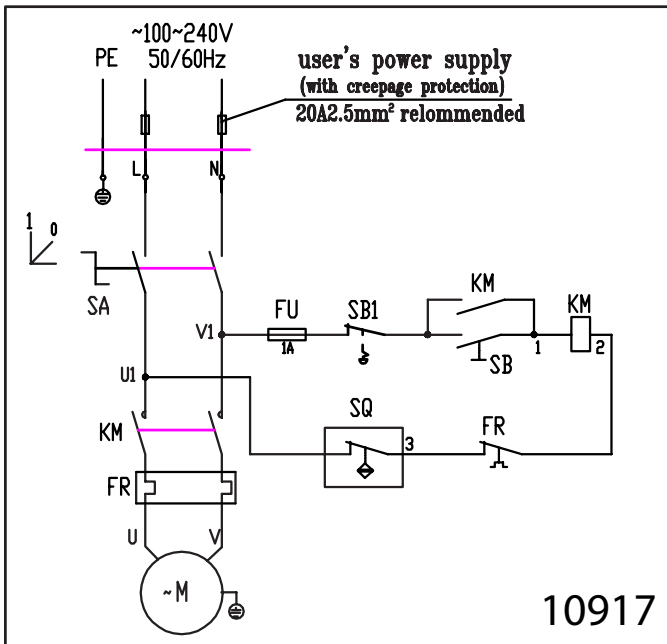 ~100~240V
PE 50/60Hz
user's power supply
(with creepage protection)
20A2.5mm² relommended
L N
1 0
SA
KM
FU SB1 KM
V1
1A
SB 1 2
U1
SQ
KM
FR
3
FR
U V
~M
10917